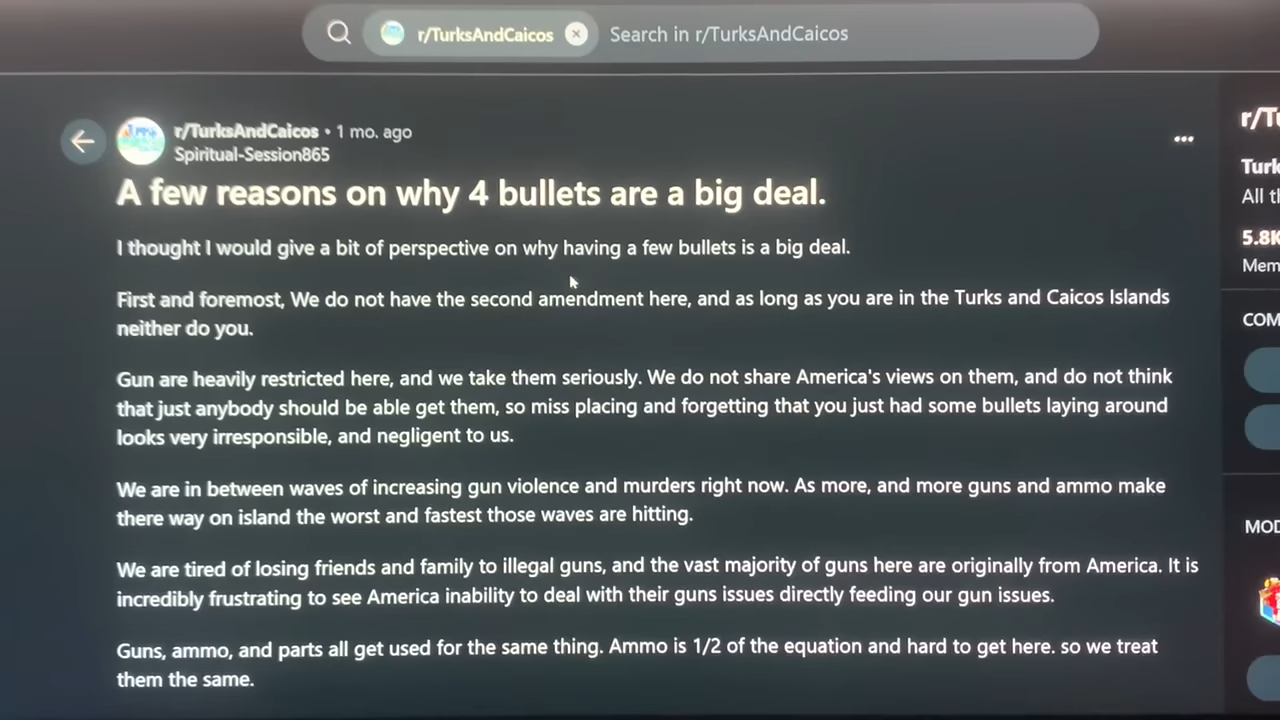 r/TurksAndCaicos
Search in r/TurksAndCaicos
r/TurksAndCaicos • 1 mo. ago
Spiritual-Session865
A few reasons on why 4 bullets are a big deal.
I thought I would give a bit of perspective on why having a few bullets is a big deal.
First and foremost, We do not have the second amendment here, and as long as you are in the Turks and Caicos Islands
neither do you.
Gun are heavily restricted here, and we take them seriously. We do not share America's views on them, and do not think
that just anybody should be able get them, so miss placing and forgetting that you just had some bullets laying around
looks very irresponsible, and negligent to us.
We are in between waves of increasing gun violence and murders right now. As more, and more guns and ammo make
there way on island the worst and fastest those waves are hitting.
We are tired of losing friends and family to illegal guns, and the vast majority of guns here are originally from America. It is
incredibly frustrating to see America inability to deal with their guns issues directly feeding our gun issues.
Guns, ammo, and parts all get used for the same thing. Ammo is 1/2 of the equation and hard to get here. so we treat
them the same.
r/Tu
Turk
All t
5.8K
Mem
COM
MOD